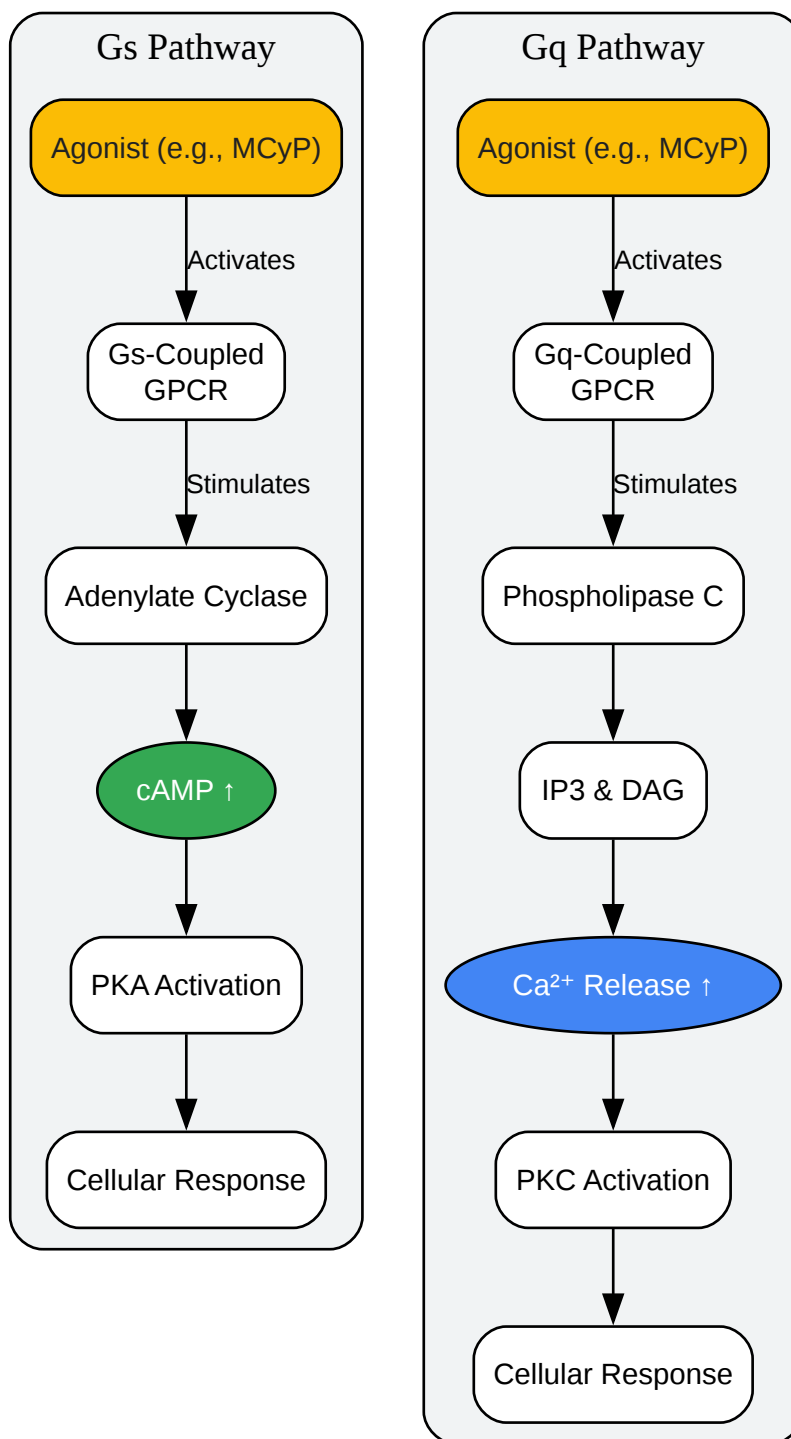 Gs Pathway
Agonist (e.g., MCyP)
Activates
Gs-Coupled
GPCR
Stimulates
Adenylate Cyclase
cAMP ↑
PKA Activation
Cellular Response
Gq Pathway
Agonist (e.g., MCyP)
Activates
Gq-Coupled
GPCR
Stimulates
Phospholipase C
IP3 & DAG
Ca²⁺ Release ↑
PKC Activation
Cellular Response